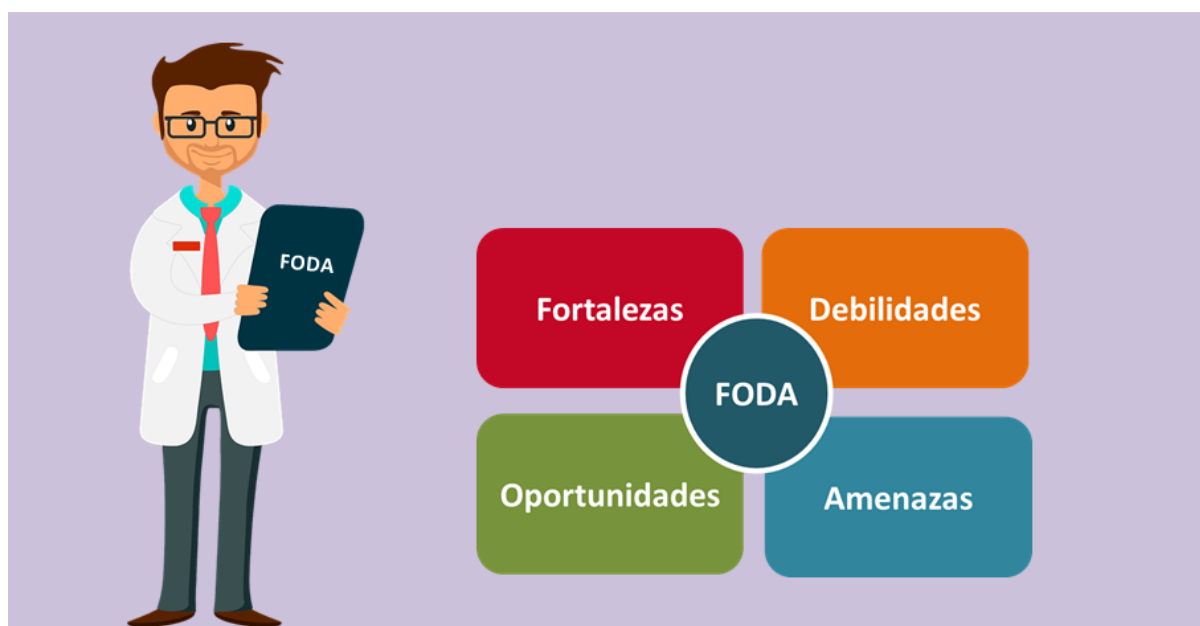 FODA
Fortalezas
Debilidades
FODA
Oportunidades
Amenazas